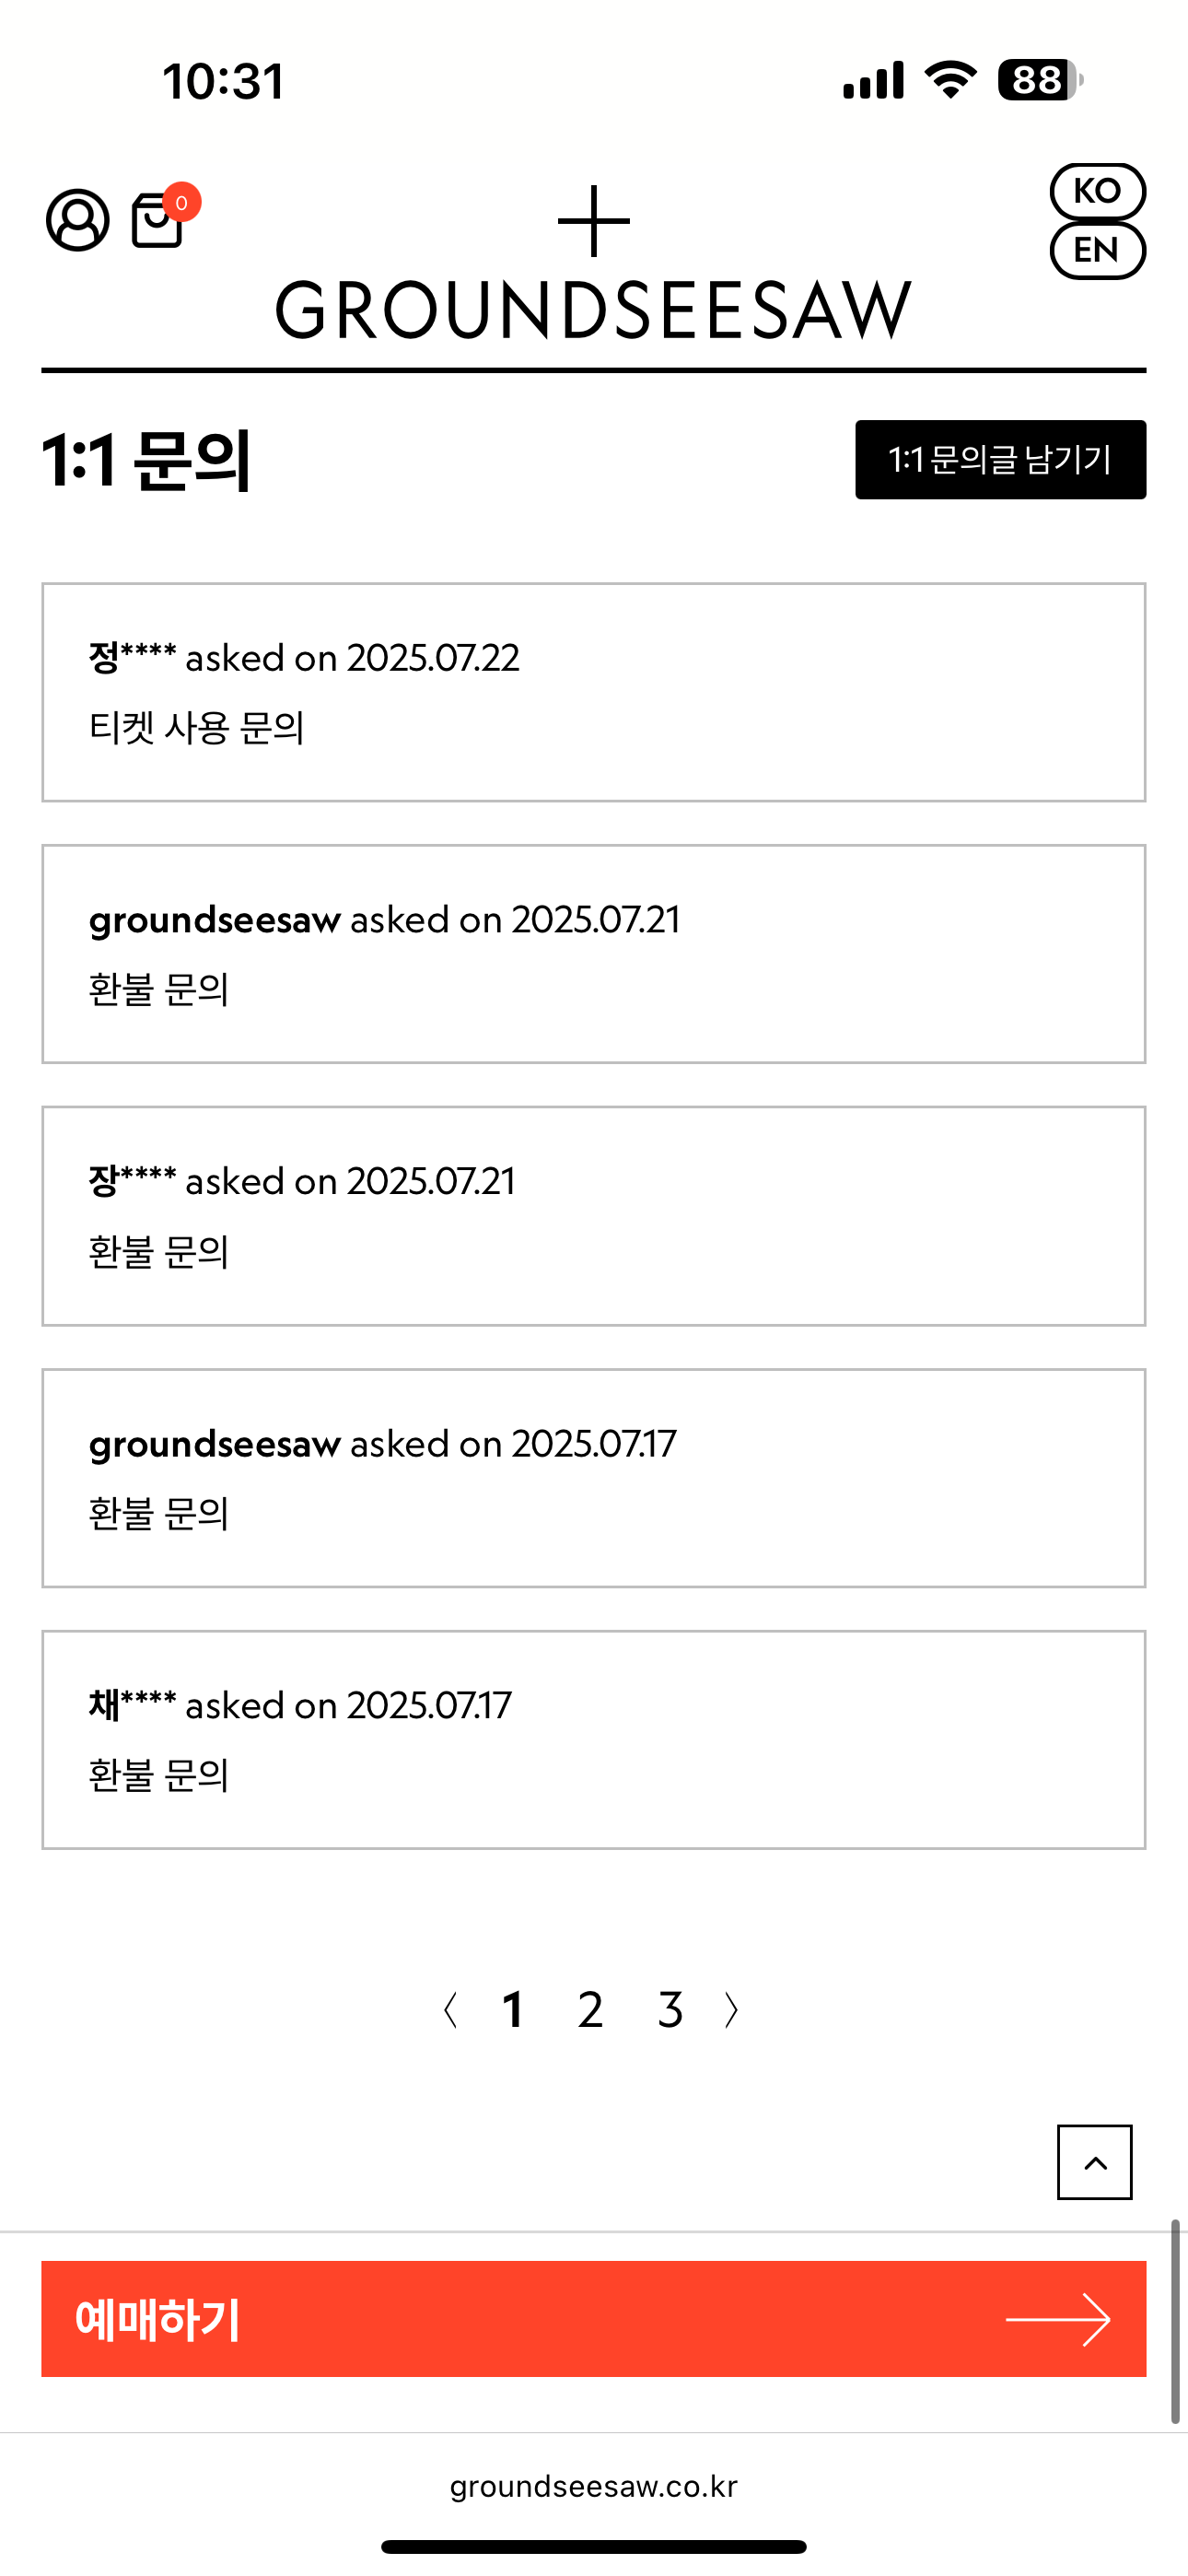 10:31
88
0
KO
EN
GROUNDSEESAW
1:1 문의
1:1 문의글 남기기
정**** asked on 2025.07.22
티켓 사용 문의
groundseesaw asked on 2025.07.21
환불 문의
장**** asked on 2025.07.21
환불 문의
groundseesaw asked on 2025.07.17
환불 문의
채**** asked on 2025.07.17
환불 문의
〈 1 2 3 〉
예매하기
groundseesaw.co.kr